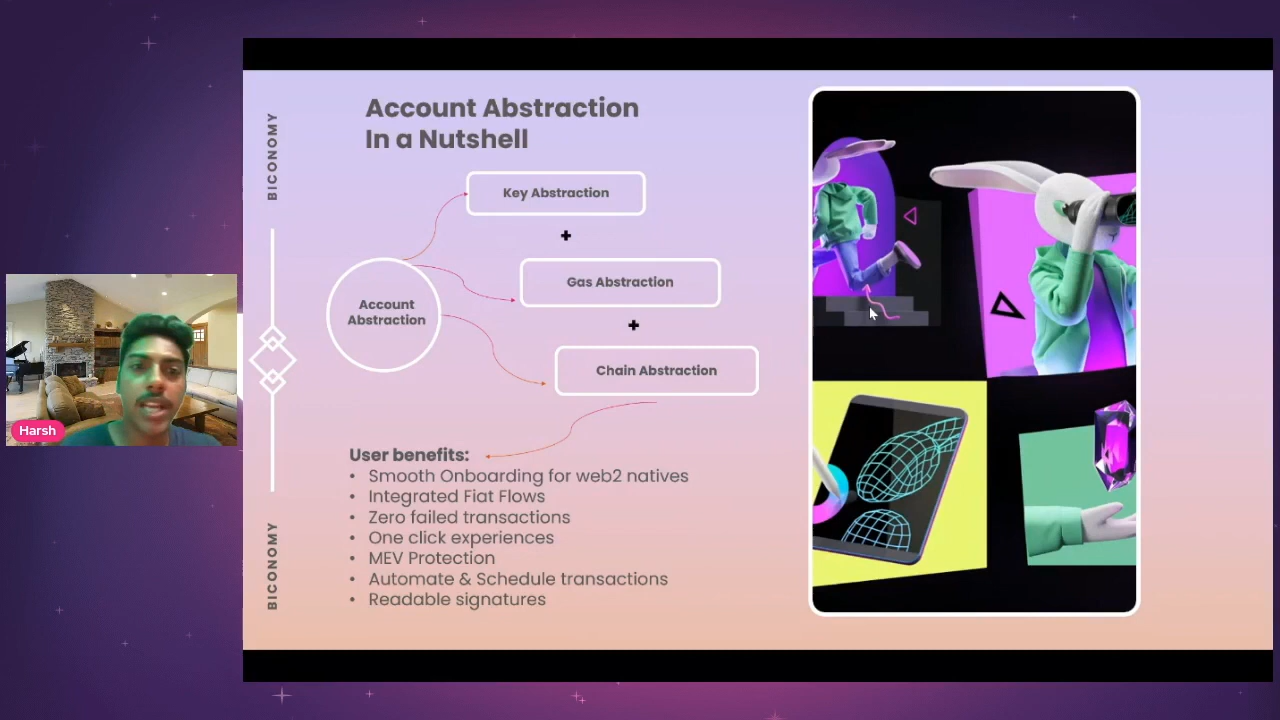 BICONOMY
Account Abstraction
In a Nutshell
Key Abstraction
+
Gas Abstraction
+
Chain Abstraction
Account
Abstraction
User benefits:
• Smooth Onboarding for web2 natives
• Integrated Fiat Flows
• Zero failed transactions
• One click experiences
• MEV Protection
• Automate & Schedule transactions
• Readable signatures
BICONOMY
Harsh